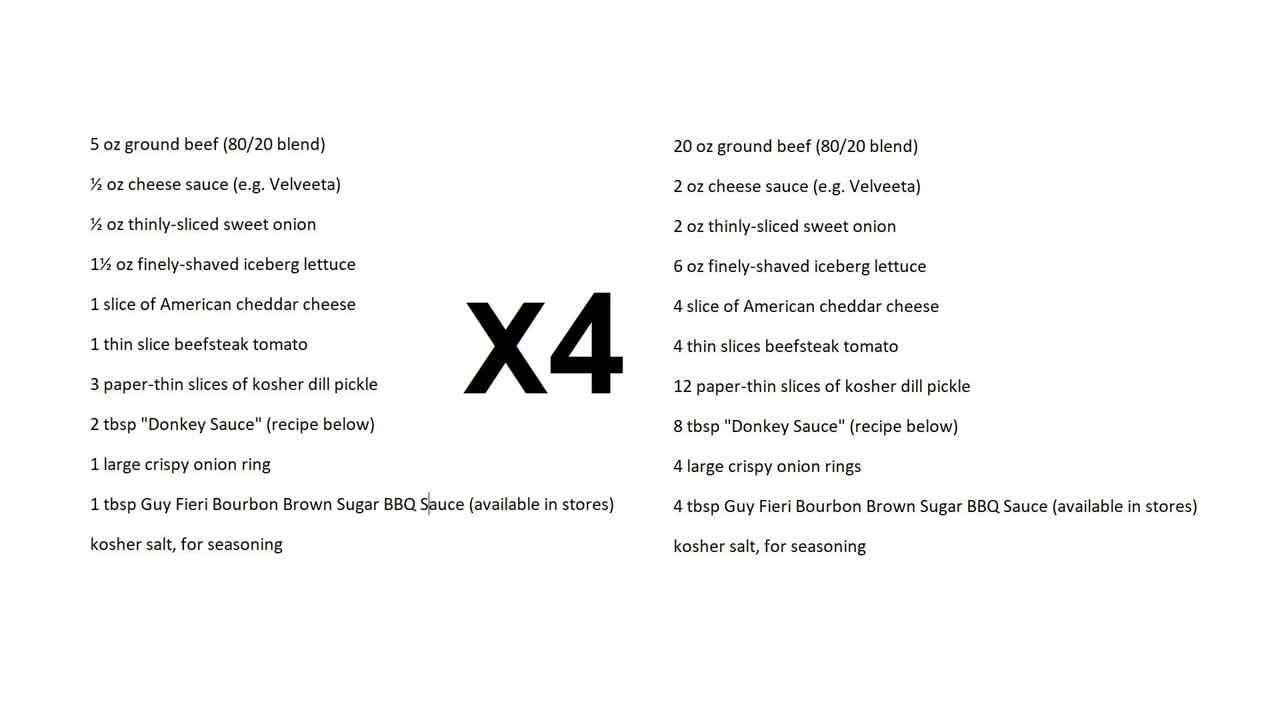 5 oz ground beef (80/20 blend)
½ oz cheese sauce (e.g. Velveeta)
½ oz thinly-sliced sweet onion
1½ oz finely-shaved iceberg lettuce
1 slice of American cheddar cheese
1 thin slice beefsteak tomato
3 paper-thin slices of kosher dill pickle
2 tbsp "Donkey Sauce" (recipe below)
1 large crispy onion ring
1 tbsp Guy Fieri Bourbon Brown Sugar BBQ Sauce (available in stores)
kosher salt, for seasoning
X4
20 oz ground beef (80/20 blend)
2 oz cheese sauce (e.g. Velveeta)
2 oz thinly-sliced sweet onion
6 oz finely-shaved iceberg lettuce
4 slice of American cheddar cheese
4 thin slices beefsteak tomato
12 paper-thin slices of kosher dill pickle
8 tbsp "Donkey Sauce" (recipe below)
4 large crispy onion rings
4 tbsp Guy Fieri Bourbon Brown Sugar BBQ Sauce (available in stores)
kosher salt, for seasoning